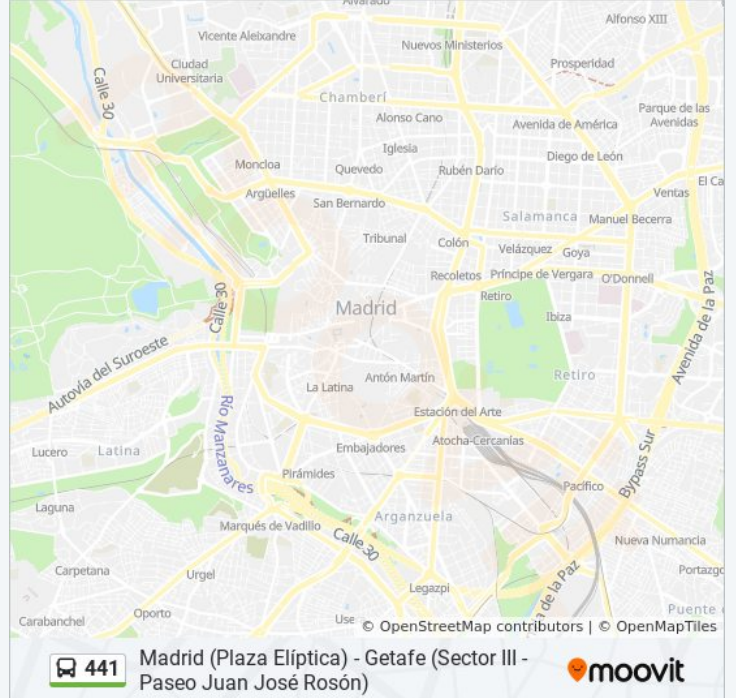 Alvarado
Alfonso XIII
Vicente Aleixandre
Nuevos Ministerios
Ciudad
Universitaria
Prosperidad
Calle 30
Chamberí
Parque de las
Avenidas
Alonso Cano
Avenida de América
Iglesia
Diego de León
Moncloa
Quevedo
Rubén Darío
El Ca
Argüelles
Ventas
San Bernardo
Salamanca
Manuel Becerra
Tribunal
Colón
Velázquez
Goya
Recoletos
Príncipe de Vergara
O'Donnell
Calle 30
Retiro
Madrid
Ibiza
Avenida de la Paz
Autovía del Suroeste
Retiro
Antón Martín
La Latina
Estación del Arte
Río Manzanares
Atocha-Cercanías
Embajadores
Lucero
Latina
Bypass Sur
Pirámides
Pacífico
Laguna
Arganzuela
Marqués de Vadillo
Calle 30
Nueva Numancia
Carpetana
Urgel
Portazgo
Legazpi
a de la Paz
Puente
Oporto
Carabanchel
Use
© OpenStreetMap contributors | © OpenMapTiles
441
Madrid (Plaza Elíptica) - Getafe (Sector III -
Paseo Juan José Rosón)
moovit